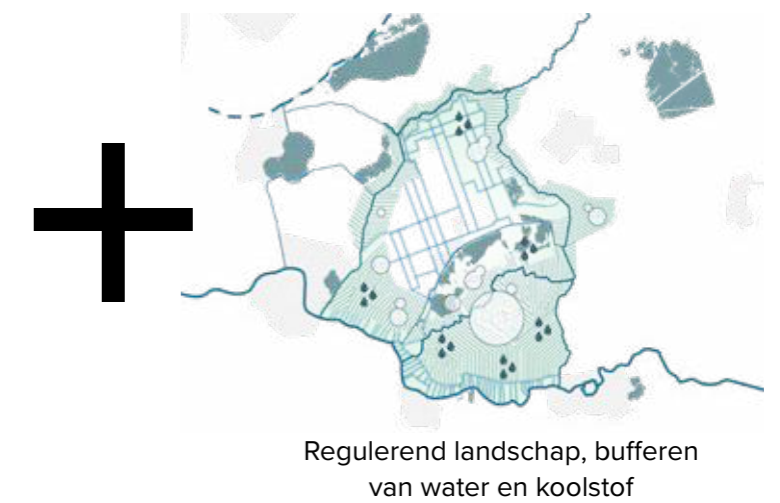 Regulerend landschap, bufferen
van water en koolstof